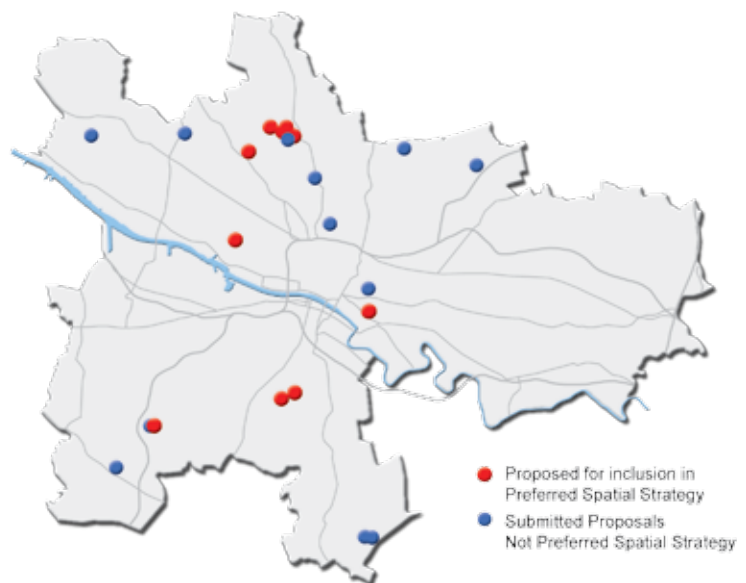 Proposed for inclusion in
Preferred Spatial Strategy
Submitted Proposals
Not Preferred Spatial Strategy